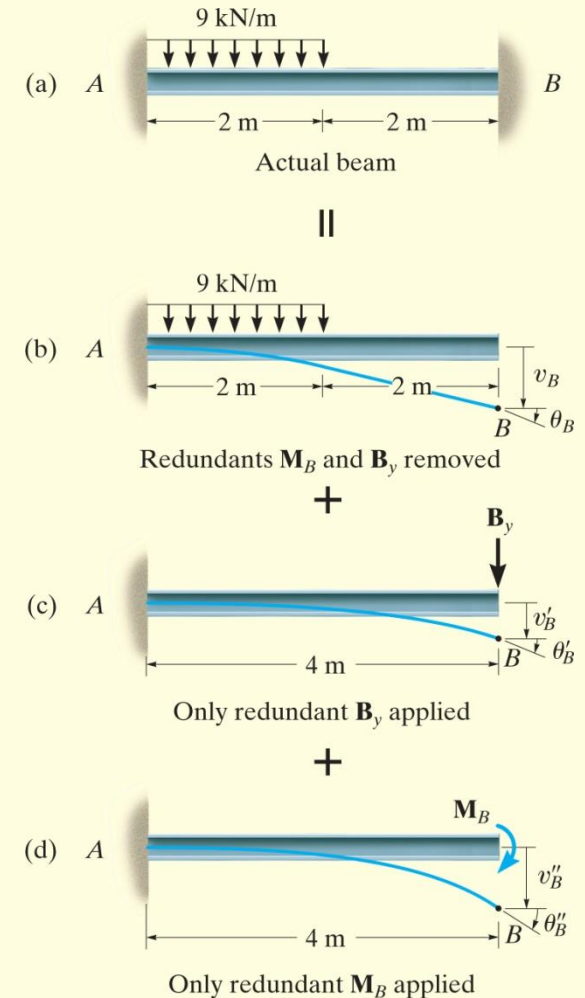 9 kN/m
(a) A B
2 m 2 m
Actual beam
=
9 kN/m
(b) A
v_B
2 m 2 m
θ_B
B
Redundants M_B and B_y removed
+
B_y
(c) A
v′_B
θ′_B
B
4 m
Only redundant B_y applied
+
M_B
(d) A
v″_B
θ″_B
B
4 m
Only redundant M_B applied